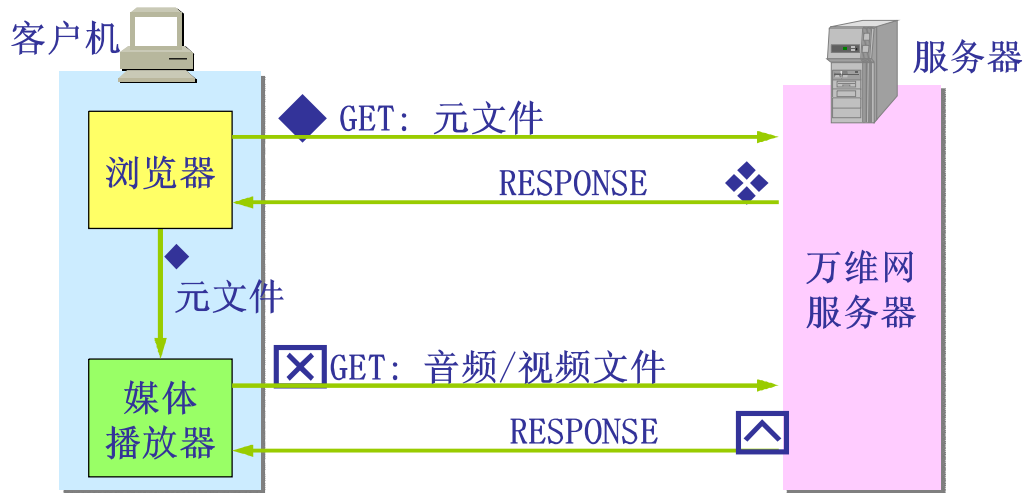 客户机
服务器
GET: 元文件
浏览器
RESPONSE
元文件
万维网
服务器
GET: 音频/视频文件
媒体
播放器
RESPONSE